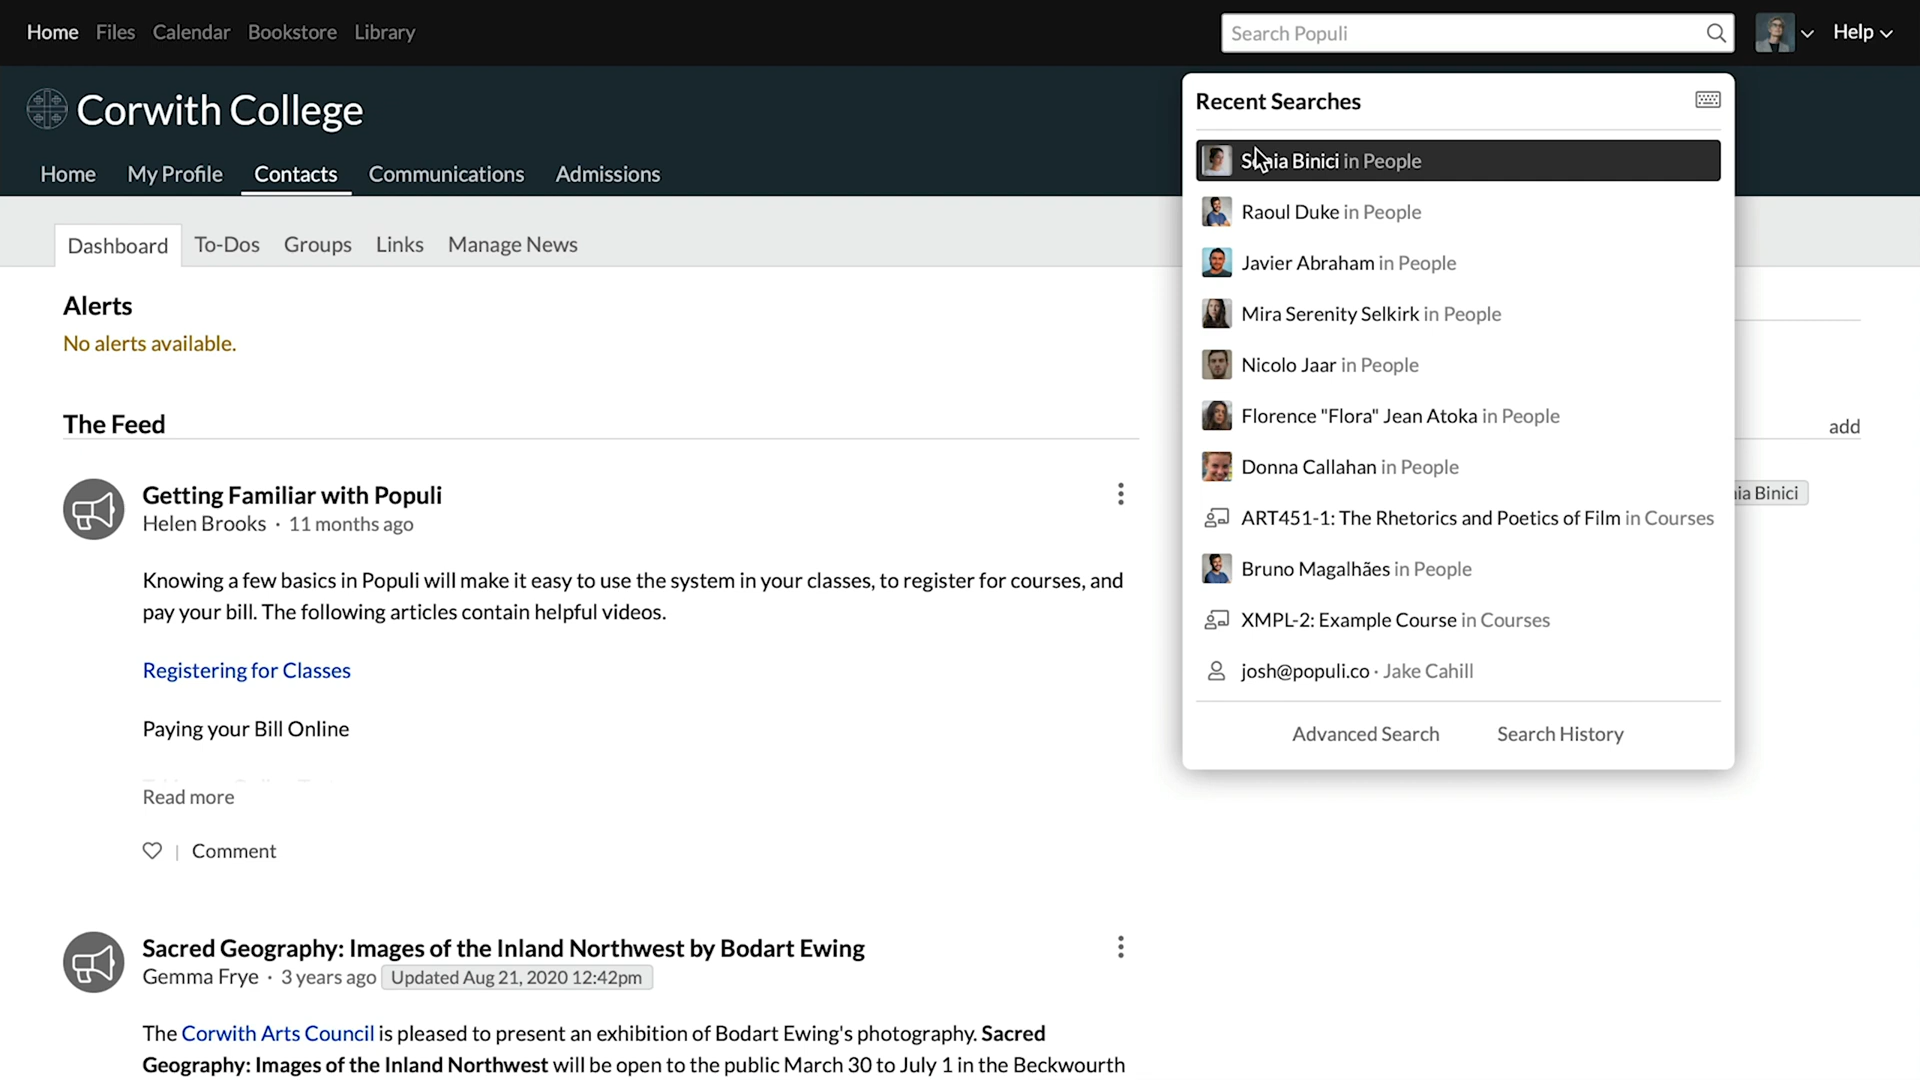 Home Files Calendar Bookstore Library
Search Populi
Help
Corwith College
Home My Profile Contacts Communications Admissions
Dashboard To-Dos Groups Links Manage News
Alerts
No alerts available.
The Feed
add
Getting Familiar with Populi
Helen Brooks · 11 months ago
Knowing a few basics in Populi will make it easy to use the system in your classes, to register for courses, and
pay your bill. The following articles contain helpful videos.
Registering for Classes
Paying your Bill Online
Read more
Comment
Sacred Geography: Images of the Inland Northwest by Bodart Ewing
Gemma Frye · 3 years ago Updated Aug 21, 2020 12:42pm
The Corwith Arts Council is pleased to present an exhibition of Bodart Ewing's photography. Sacred
Geography: Images of the Inland Northwest will be open to the public March 30 to July 1 in the Beckwourth
Recent Searches
Binici in People
Raoul Duke in People
Javier Abraham in People
Mira Serenity Selkirk in People
Nicolo Jaar in People
Florence "Flora" Jean Atoka in People
Donna Callahan in People
ART451-1: The Rhetorics and Poetics of Film in Courses
Bruno Magalhães in People
XMPL-2: Example Course in Courses
josh@populi.co · Jake Cahill
Advanced Search Search History
Binici